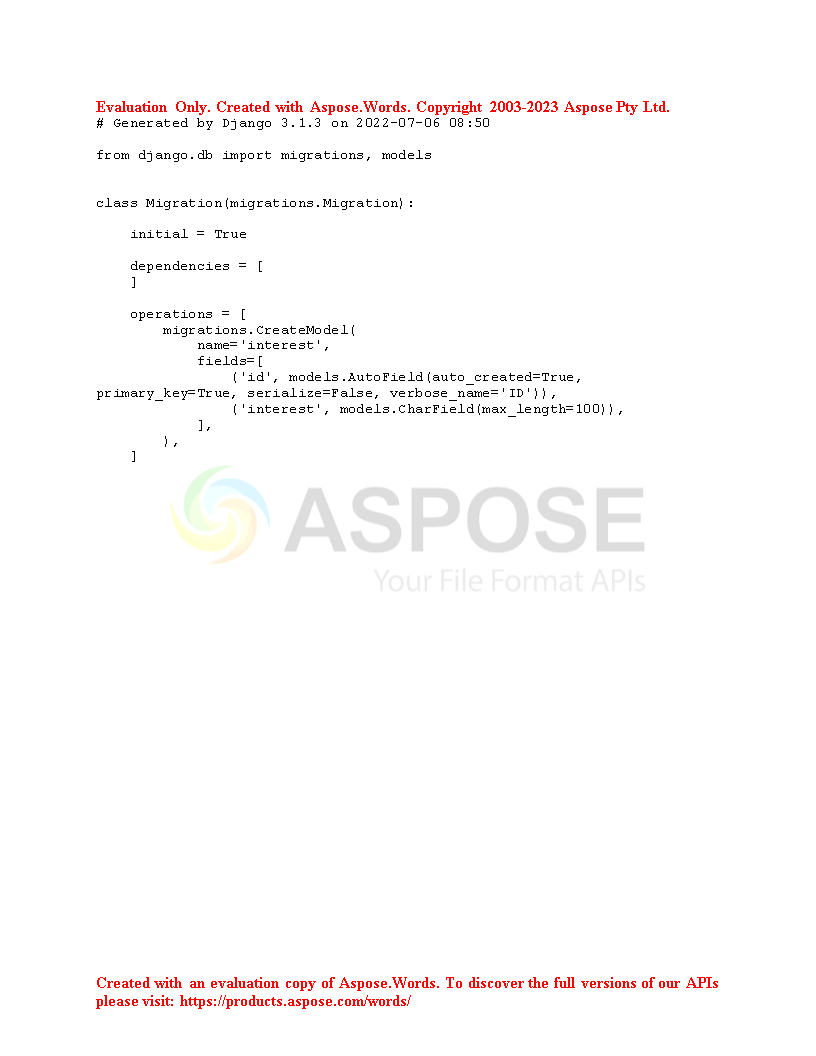 Evaluation Only. Created with Aspose.Words. Copyright 2003-2023 Aspose Pty Ltd.
# Generated by Django 3.1.3 on 2022-07-06 08:50
from django.db import migrations, models
class Migration(migrations.Migration):
    initial = True
    dependencies = [
    ]
    operations = [
        migrations.CreateModel(
            name='interest',
            fields=[
                ('id', models.AutoField(auto_created=True,
primary_key=True, serialize=False, verbose_name='ID')),
                ('interest', models.CharField(max_length=100)),
            ],
        ),
    ]
ASPOSE
Your File Format APIs
Created with an evaluation copy of Aspose.Words. To discover the full versions of our APIs
please visit: https://products.aspose.com/words/